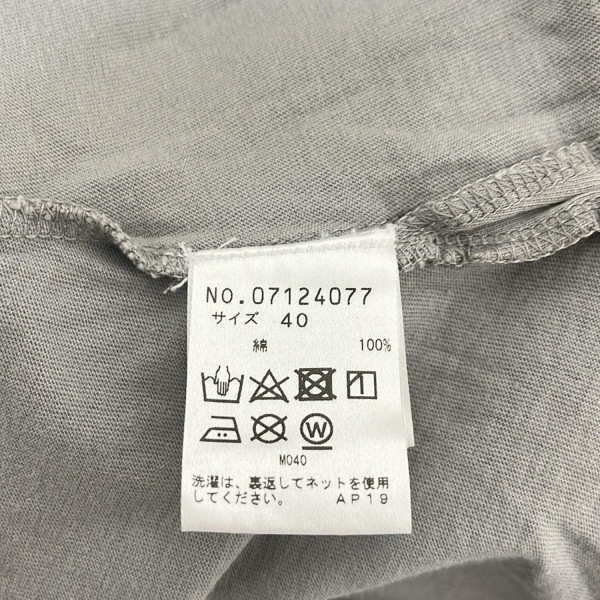 NO.07124077
サイズ 40
綿 100%
W
M040
洗濯は、裏返してネットを使用
してください。 AP19